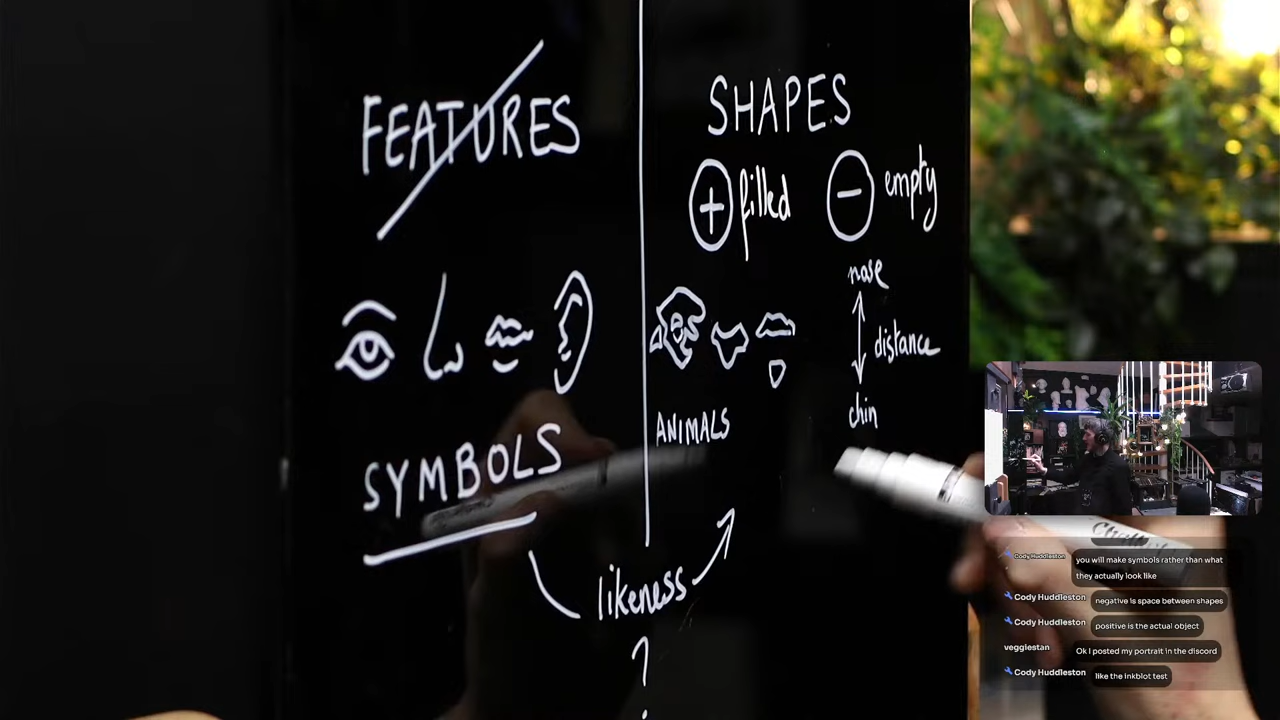 FEATURES
SYMBOLS
SHAPES
+ filled
- empty
nose
distance
chin
ANIMALS
likeness
?
Cody Huddleston
you will make symbols rather than what
they actually look like
Cody Huddleston
negative is space between shapes
Cody Huddleston
positive is the actual object
veggiestan
Ok I posted my portrait in the discord
Cody Huddleston
like the inkblot test